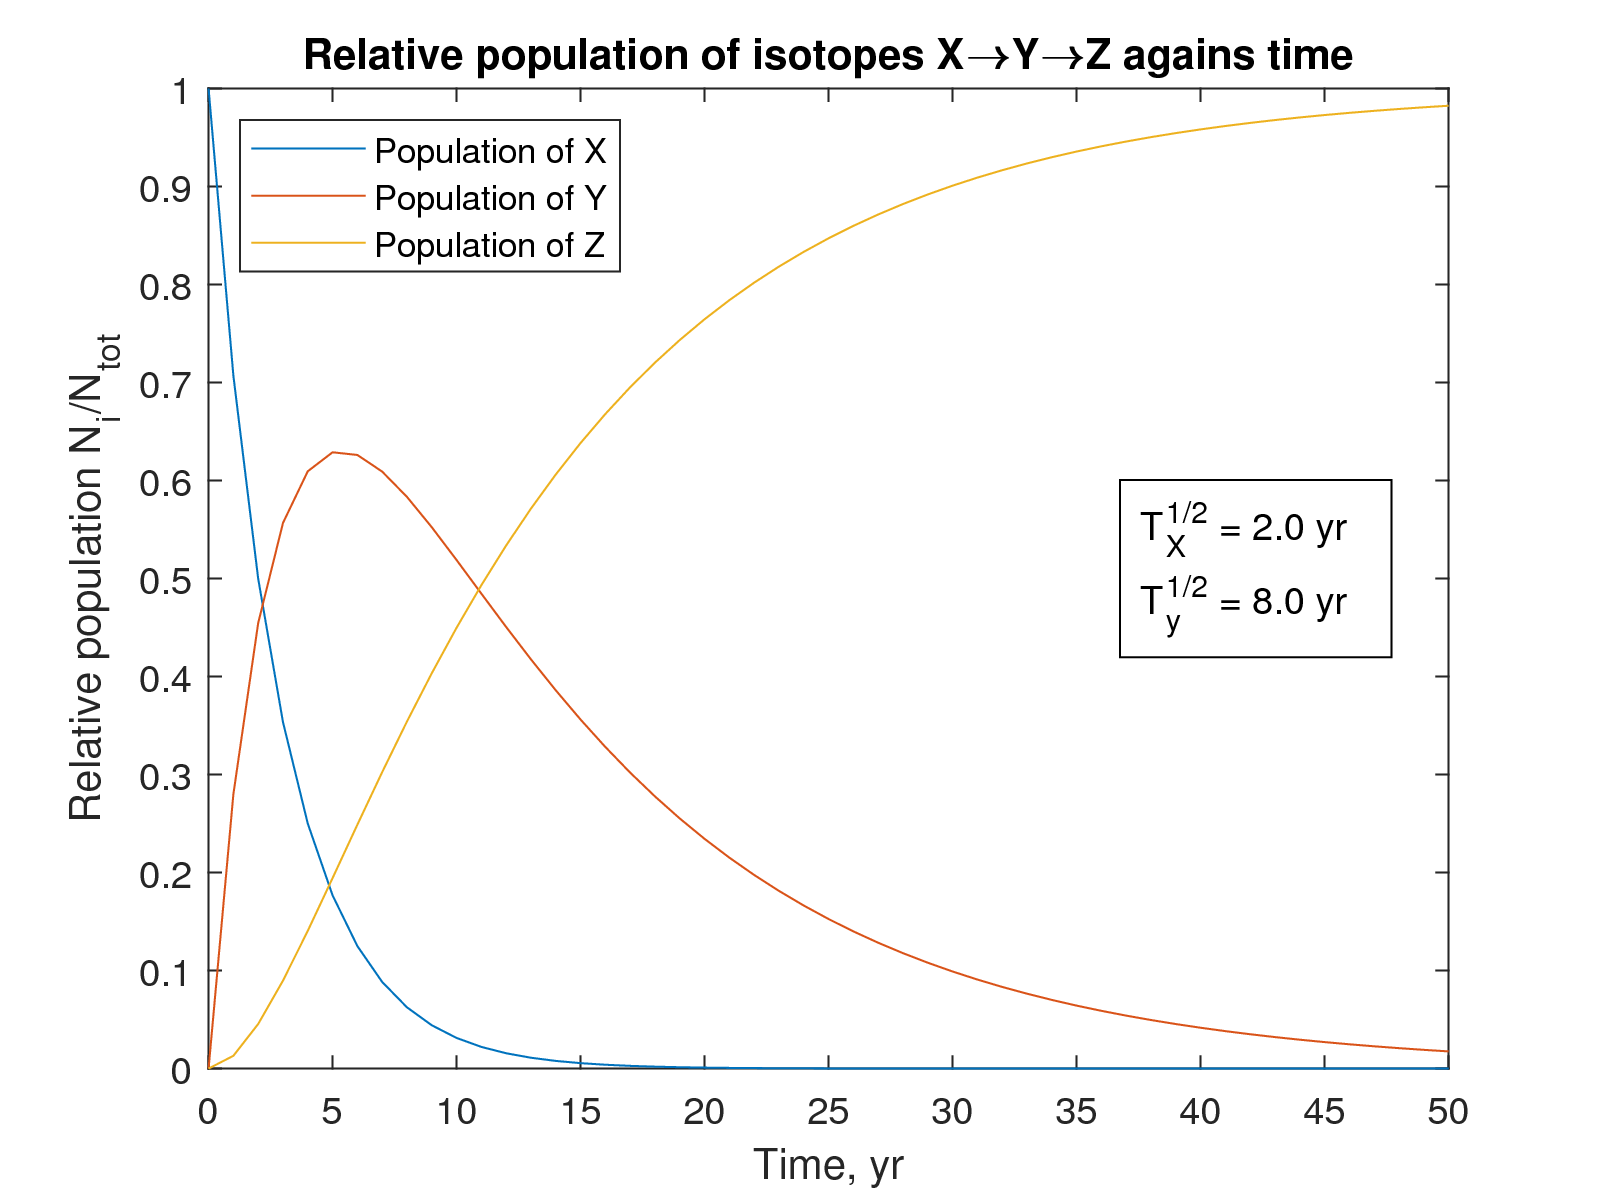 Relative population of isotopes X→Y→Z agains time
Population of X
Population of Y
Population of Z
T_X^{1/2} = 2.0 yr
T_y^{1/2} = 8.0 yr
Relative population N_i/N_tot
1
0.9
0.8
0.7
0.6
0.5
0.4
0.3
0.2
0.1
0
0 5 10 15 20 25 30 35 40 45 50
Time, yr